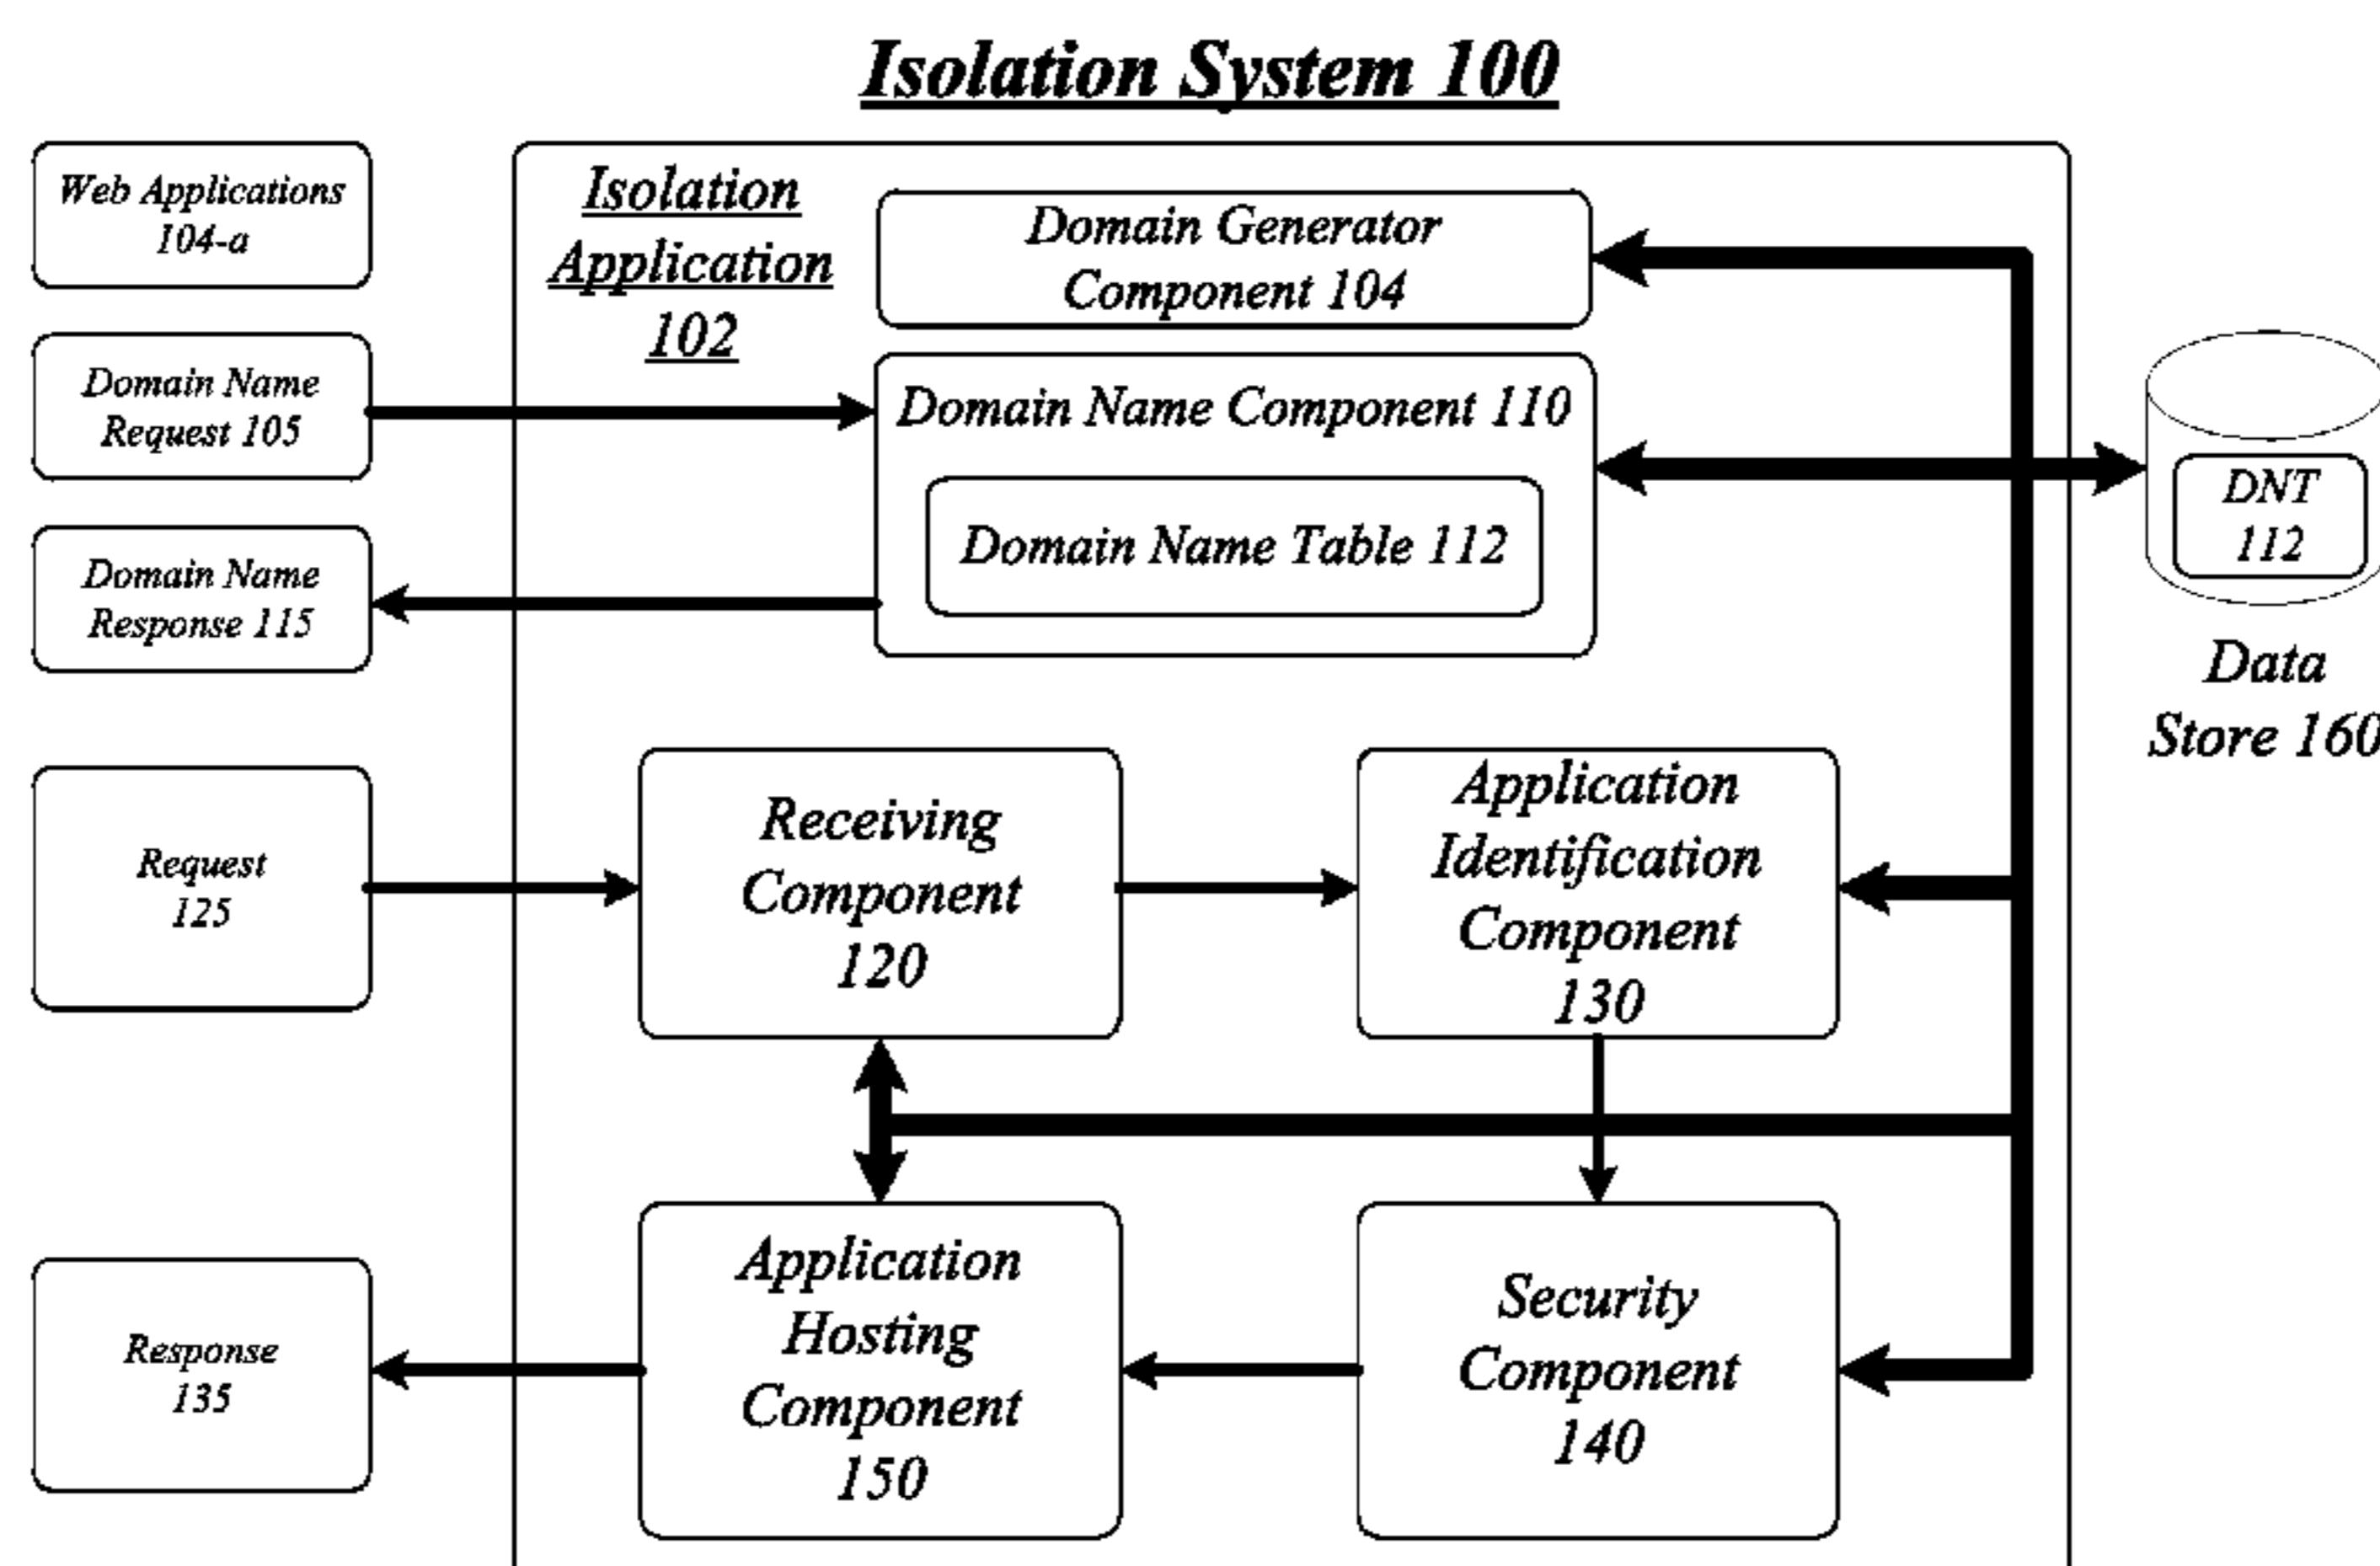 Isolation System 100
Web Applications
104-a
Isolation
Application
102
Domain Generator
Component 104
Domain Name
Request 105
Domain Name Component 110
Domain Name Table 112
DNT
112
Domain Name
Response 115
Data
Store 160
Request
125
Receiving
Component
120
Application
Identification
Component
130
Response
135
Application
Hosting
Component
150
Security
Component
140